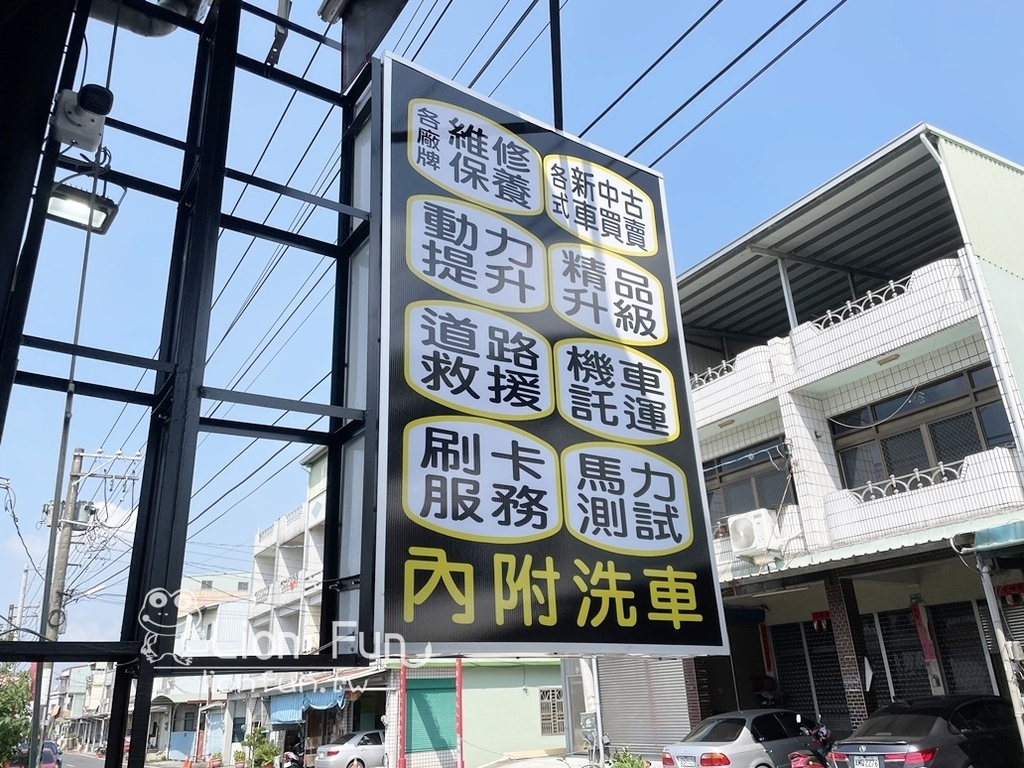 各廠牌
維修
保養
各式
新中古
車買賣
動力
提升
精品
升級
道路
救援
機車
託運
刷卡
服務
馬力
測試
內附洗車
Lion Fun